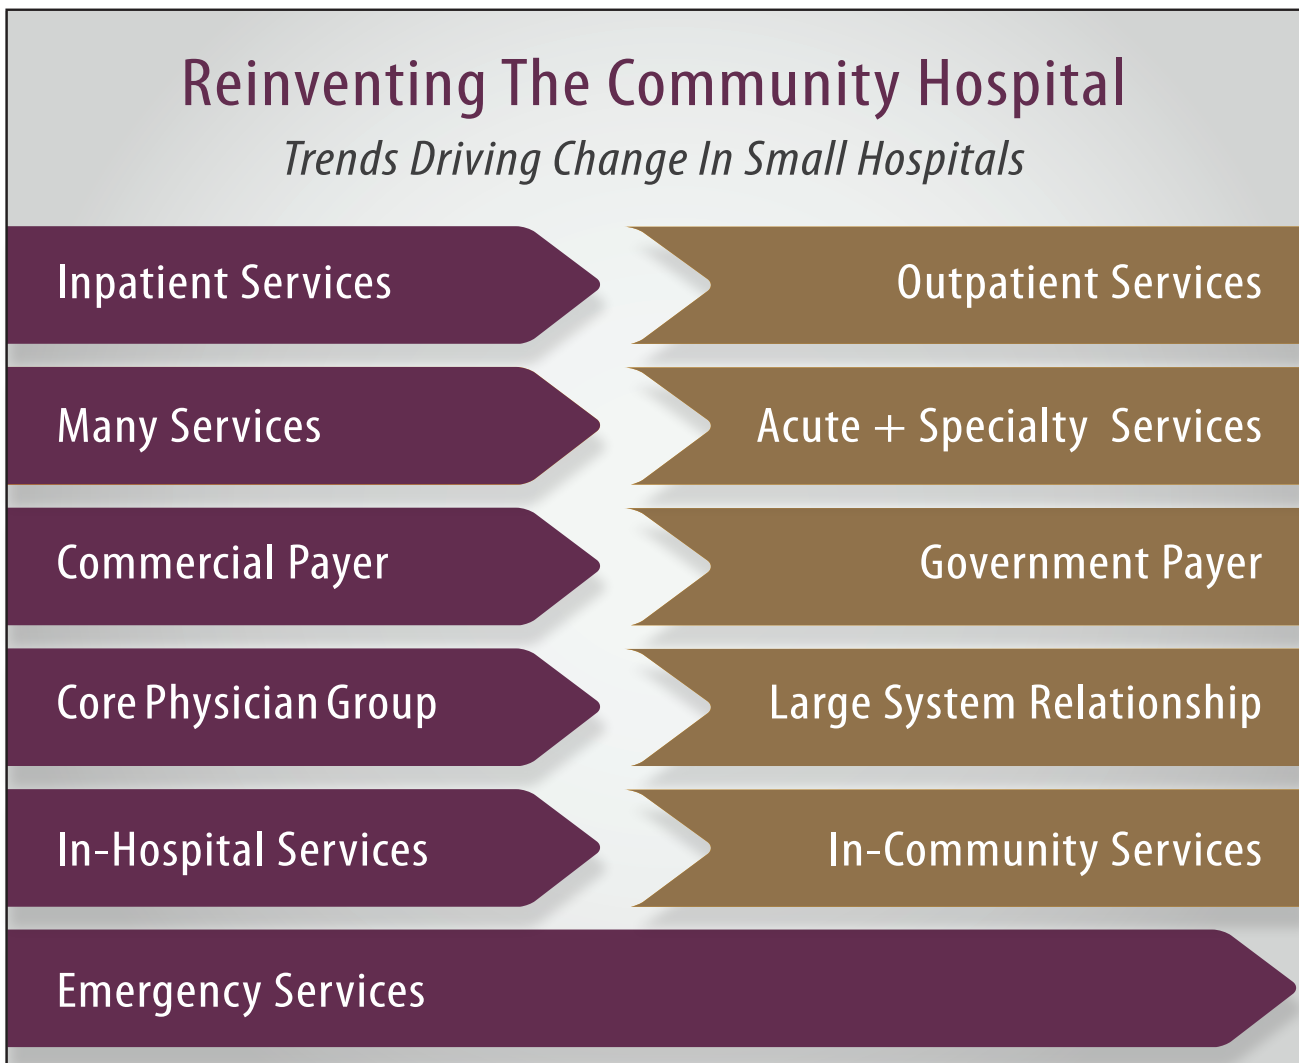 Reinventing The Community Hospital
Trends Driving Change In Small Hospitals
Inpatient Services
Outpatient Services
Many Services
Acute + Specialty Services
Commercial Payer
Government Payer
Core Physician Group
Large System Relationship
In-Hospital Services
In-Community Services
Emergency Services